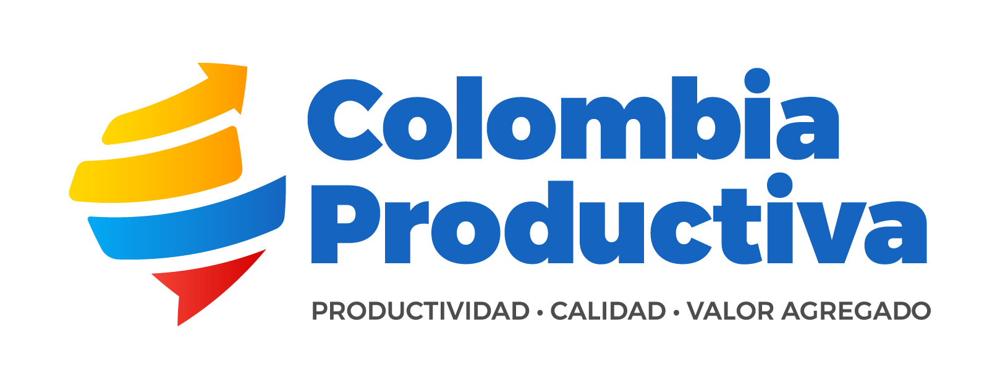 Colombia
Productiva
PRODUCTIVIDAD • CALIDAD • VALOR AGREGADO